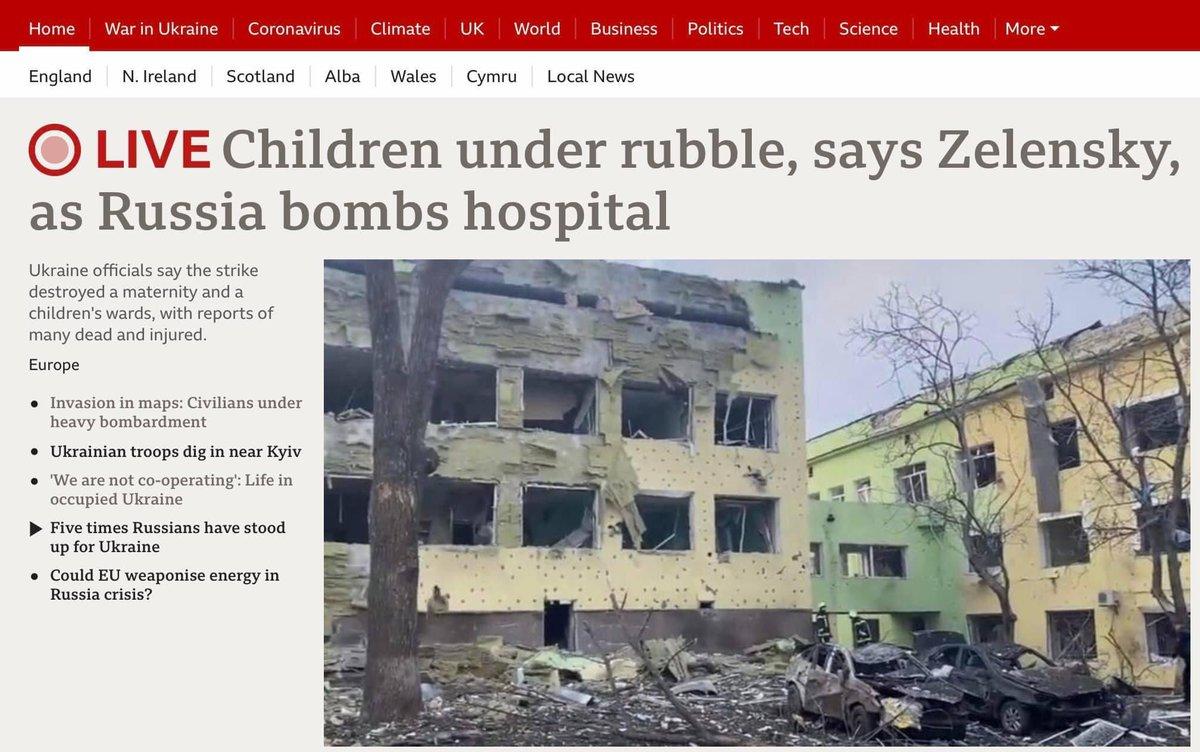 Home War in Ukraine Coronavirus Climate UK World Business Politics Tech Science Health More
England N. Ireland Scotland Alba Wales Cymru Local News
LIVE Children under rubble, says Zelensky,
as Russia bombs hospital
Ukraine officials say the strike
destroyed a maternity and a
children's wards, with reports of
many dead and injured.
Europe
Invasion in maps: Civilians under
heavy bombardment
Ukrainian troops dig in near Kyiv
'We are not co-operating': Life in
occupied Ukraine
Five times Russians have stood
up for Ukraine
Could EU weaponise energy in
Russia crisis?